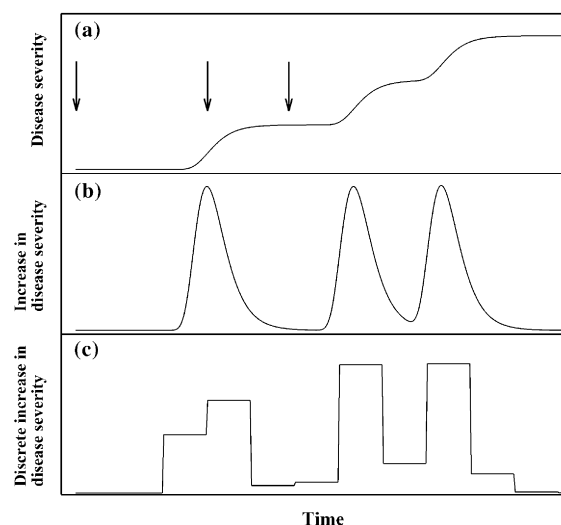 (a)
Disease severity
(b)
Increase in
disease severity
(c)
Discrete increase in
disease severity
Time